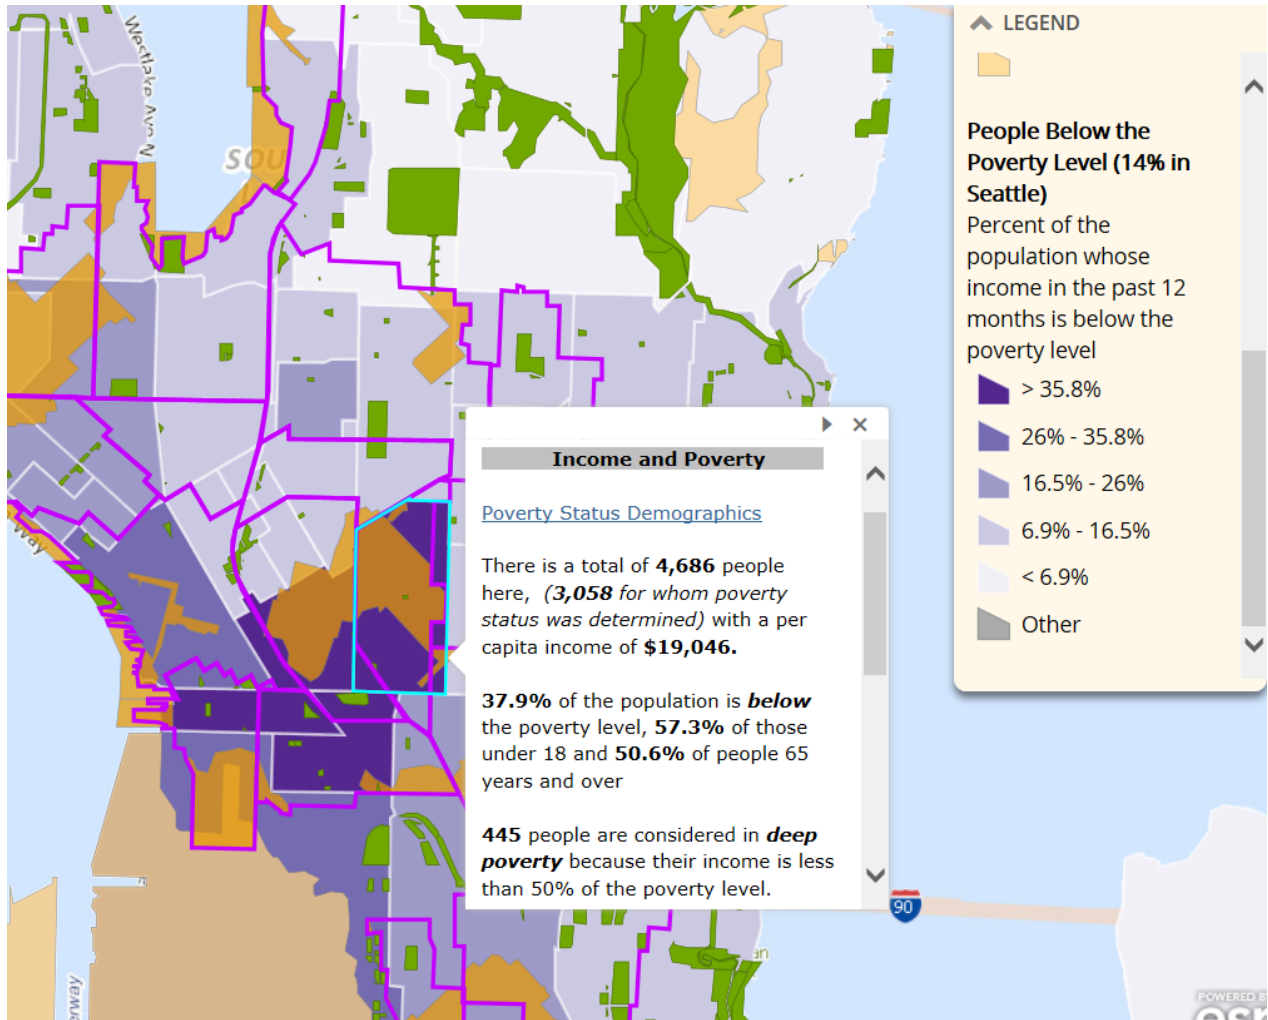 Westlake Ave N
SOU
Way
LEGEND
People Below the
Poverty Level (14% in
Seattle)
Percent of the
population whose
income in the past 12
months is below the
poverty level
> 35.8%
26% - 35.8%
16.5% - 26%
6.9% - 16.5%
< 6.9%
Other
Income and Poverty
Poverty Status Demographics
There is a total of 4,686 people
here, (3,058 for whom poverty
status was determined) with a per
capita income of $19,046.
37.9% of the population is below
the poverty level, 57.3% of those
under 18 and 50.6% of people 65
years and over
445 people are considered in deep
poverty because their income is less
than 50% of the poverty level.
90
an
POWERED B